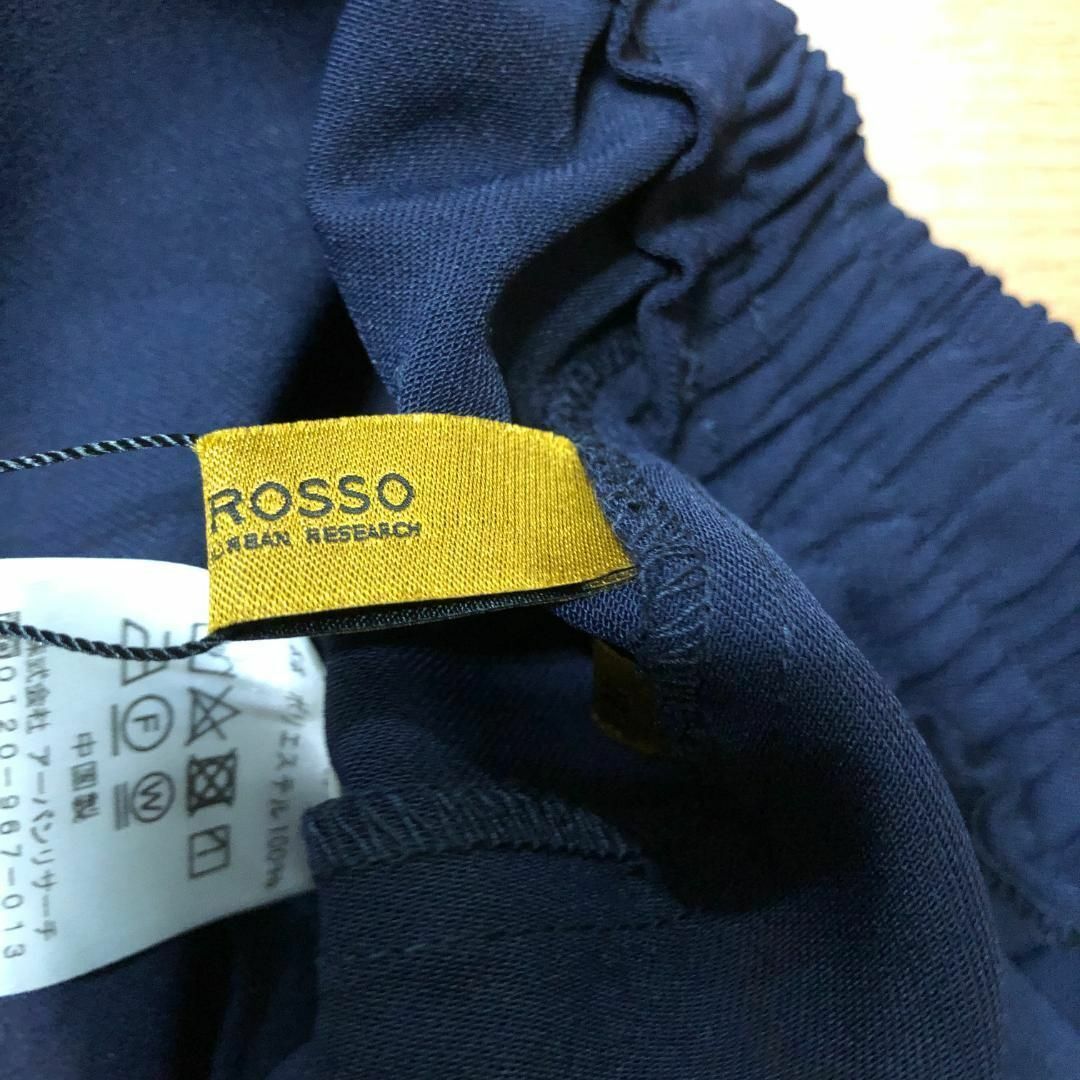 ROSSO
URBAN RESEARCH
ポリエステル100%
F
W
中国製
株式会社 アーバンリサーチ
0120-967-013